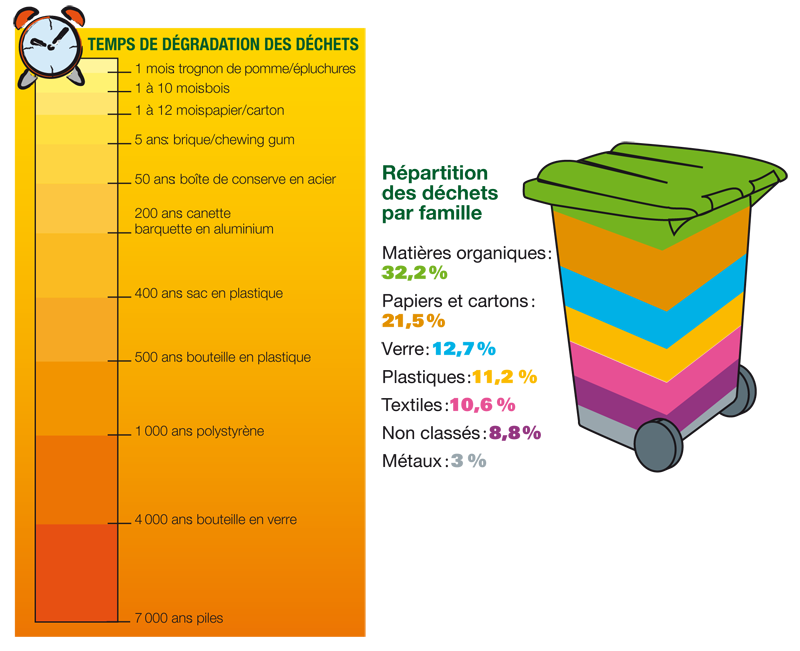 TEMPS DE DÉGRADATION DES DÉCHETS
1 mois trognon de pomme/épluchures
1 à 10 moisbois
1 à 12 moispapier/carton
5 ans: brique/chewing gum
50 ans boîte de conserve en acier
200 ans canette
barquette en aluminium
400 ans sac en plastique
500 ans bouteille en plastique
1 000 ans polystyrène
4 000 ans bouteille en verre
7 000 ans piles
Répartition
des déchets
par famille
Matières organiques:
32,2 %
Papiers et cartons:
21,5 %
Verre: 12,7 %
Plastiques: 11,2 %
Textiles: 10,6 %
Non classés: 8,8 %
Métaux: 3 %